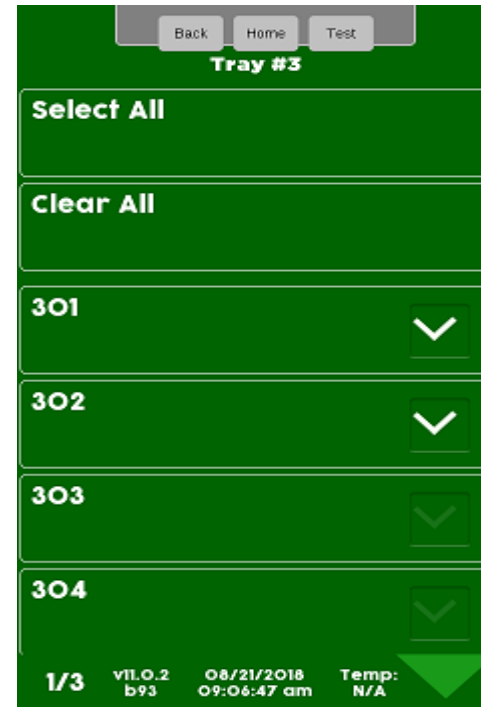 Back Home Test
Tray #3
Select All
Clear All
301
302
303
304
1/3 v11.0.2 08/21/2018 Temp:
b93 09:06:47 am N/A